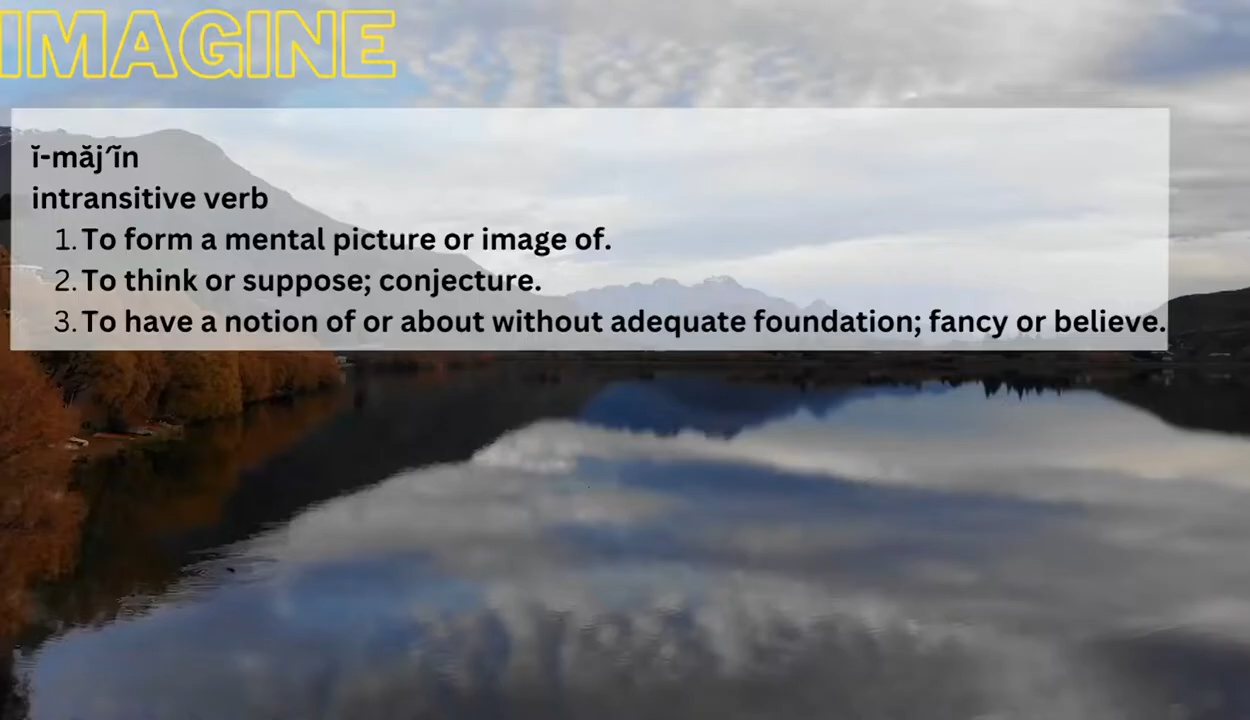 IMAGINE
ĭ-măj′ĭn
intransitive verb
1. To form a mental picture or image of.
2. To think or suppose; conjecture.
3. To have a notion of or about without adequate foundation; fancy or believe.